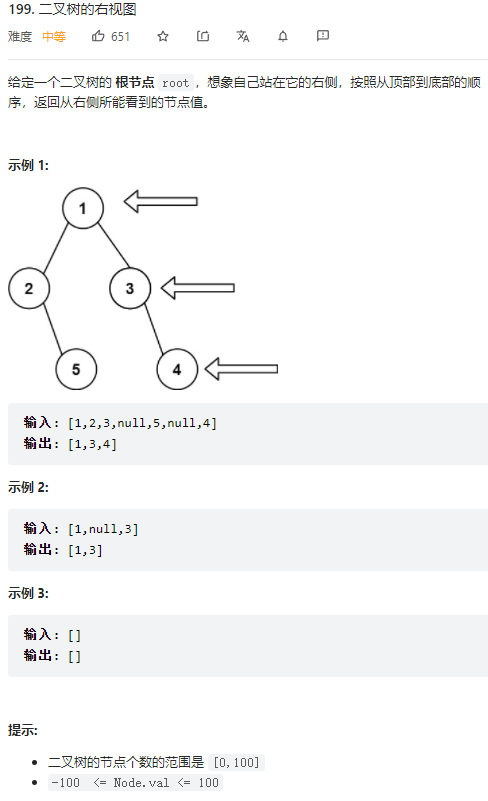 199. 二叉树的右视图
难度 中等 651
给定一个二叉树的 根节点 root，想象自己站在它的右侧，按照从顶部到底部的顺
序，返回从右侧所能看到的节点值。
示例 1:
1
2 3
5 4
输入: [1,2,3,null,5,null,4]
输出: [1,3,4]
示例 2:
输入: [1,null,3]
输出: [1,3]
示例 3:
输入: []
输出: []
提示:
• 二叉树的节点个数的范围是 [0,100]
• -100 <= Node.val <= 100